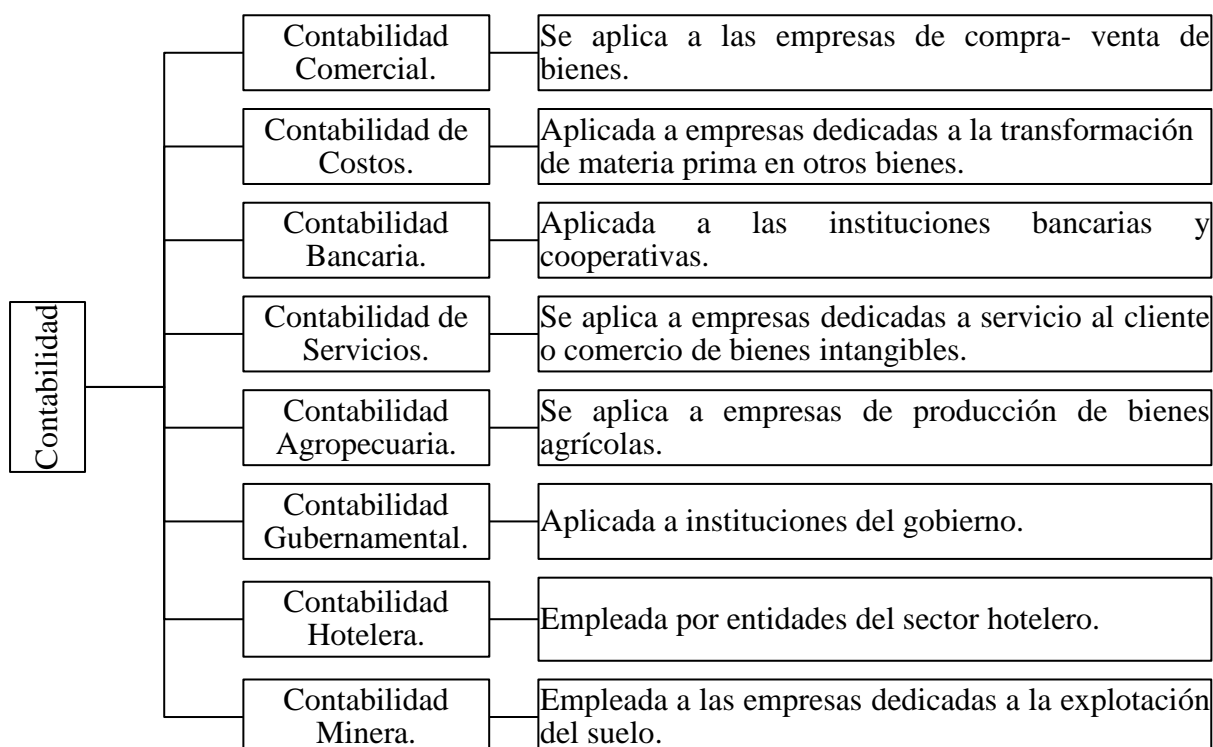 Contabilidad
Contabilidad
Comercial.
Se aplica a las empresas de compra- venta de
bienes.
Contabilidad de
Costos.
Aplicada a empresas dedicadas a la transformación
de materia prima en otros bienes.
Contabilidad
Bancaria.
Aplicada a las instituciones bancarias y
cooperativas.
Contabilidad de
Servicios.
Se aplica a empresas dedicadas a servicio al cliente
o comercio de bienes intangibles.
Contabilidad
Agropecuaria.
Se aplica a empresas de producción de bienes
agrícolas.
Contabilidad
Gubernamental.
Aplicada a instituciones del gobierno.
Contabilidad
Hotelera.
Empleada por entidades del sector hotelero.
Contabilidad
Minera.
Empleada a las empresas dedicadas a la explotación
del suelo.